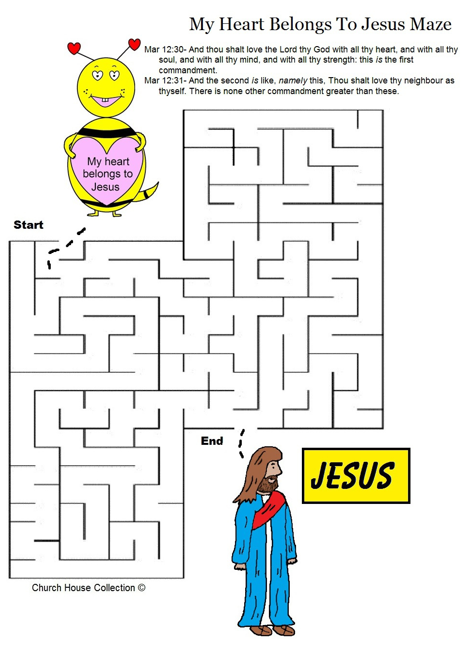 My Heart Belongs To Jesus Maze
Mar 12:30- And thou shalt love the Lord thy God with all thy heart, and with all thy
soul, and with all thy mind, and with all thy strength: this is the first
commandment.
Mar 12:31- And the second is like, namely this, Thou shalt love thy neighbour as
thyself. There is none other commandment greater than these.
My heart
belongs to
Jesus
Start
End
JESUS
Church House Collection ©